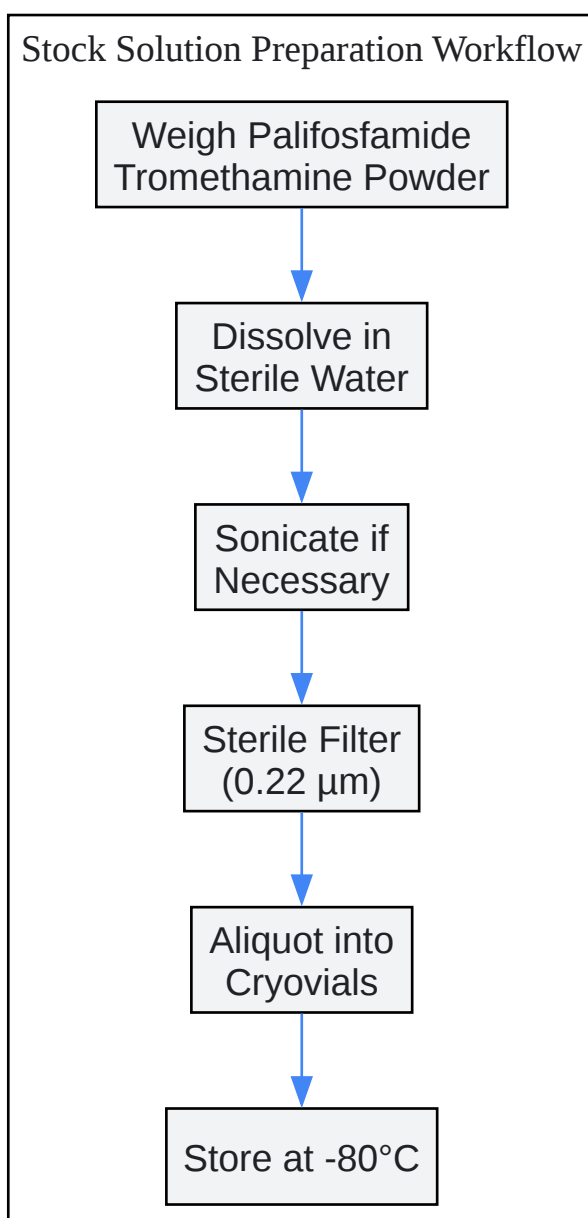 Stock Solution Preparation Workflow
Weigh Palifosfamide
Tromethamine Powder
Dissolve in
Sterile Water
Sonicate if
Necessary
Sterile Filter
(0.22 µm)
Aliquot into
Cryovials
Store at -80°C